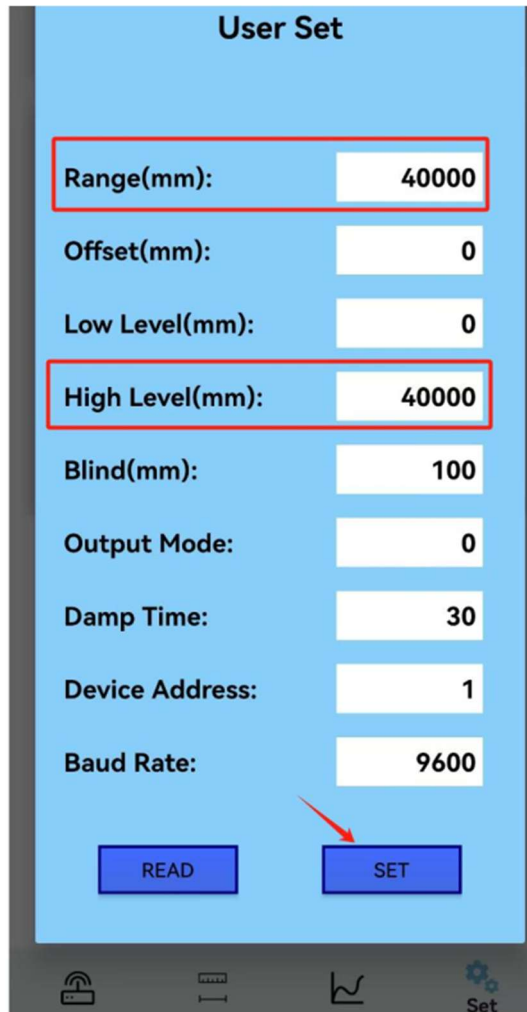 User Set
Range(mm): 40000
Offset(mm): 0
Low Level(mm): 0
High Level(mm): 40000
Blind(mm): 100
Output Mode: 0
Damp Time: 30
Device Address: 1
Baud Rate: 9600
READ SET
Set